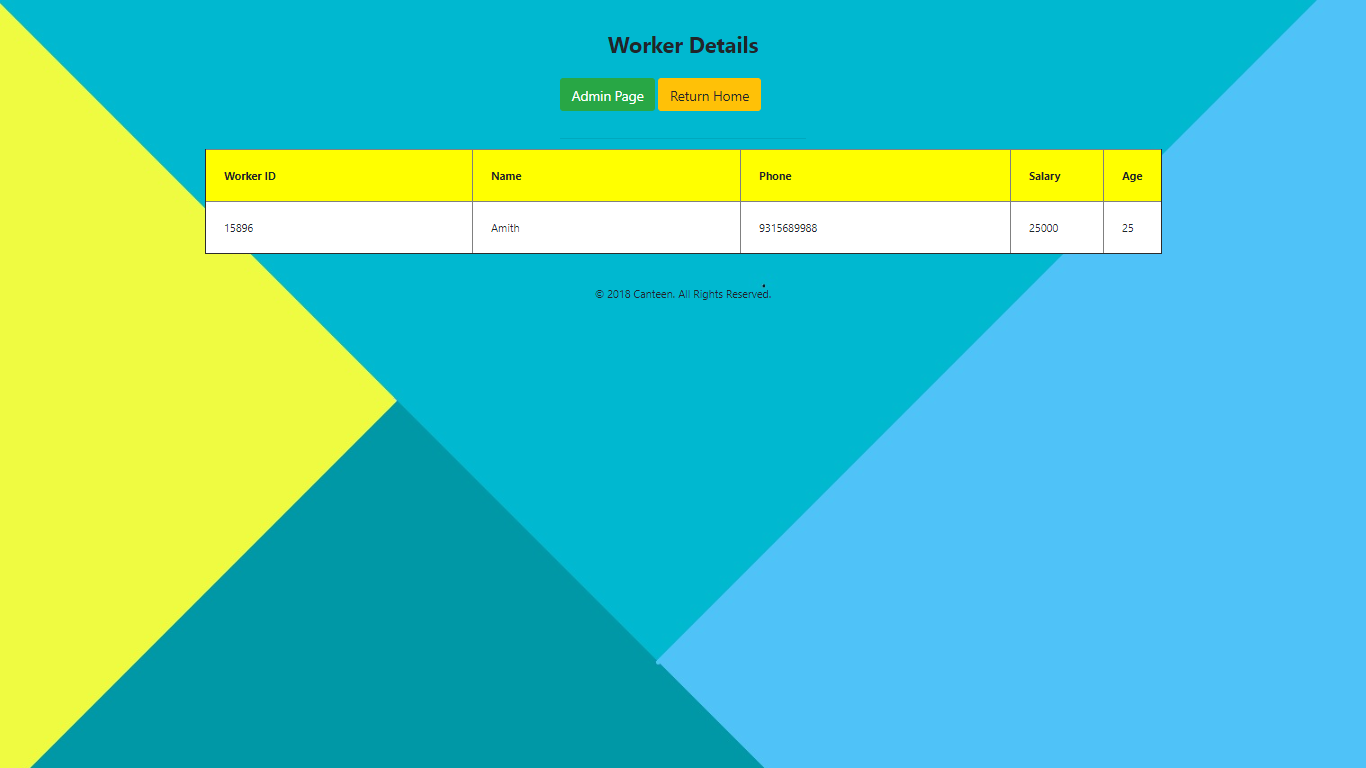 Worker Details
Admin Page Return Home
Worker ID Name Phone Salary Age
15896 Amith 9315689988 25000 25
© 2018 Canteen. All Rights Reserved.